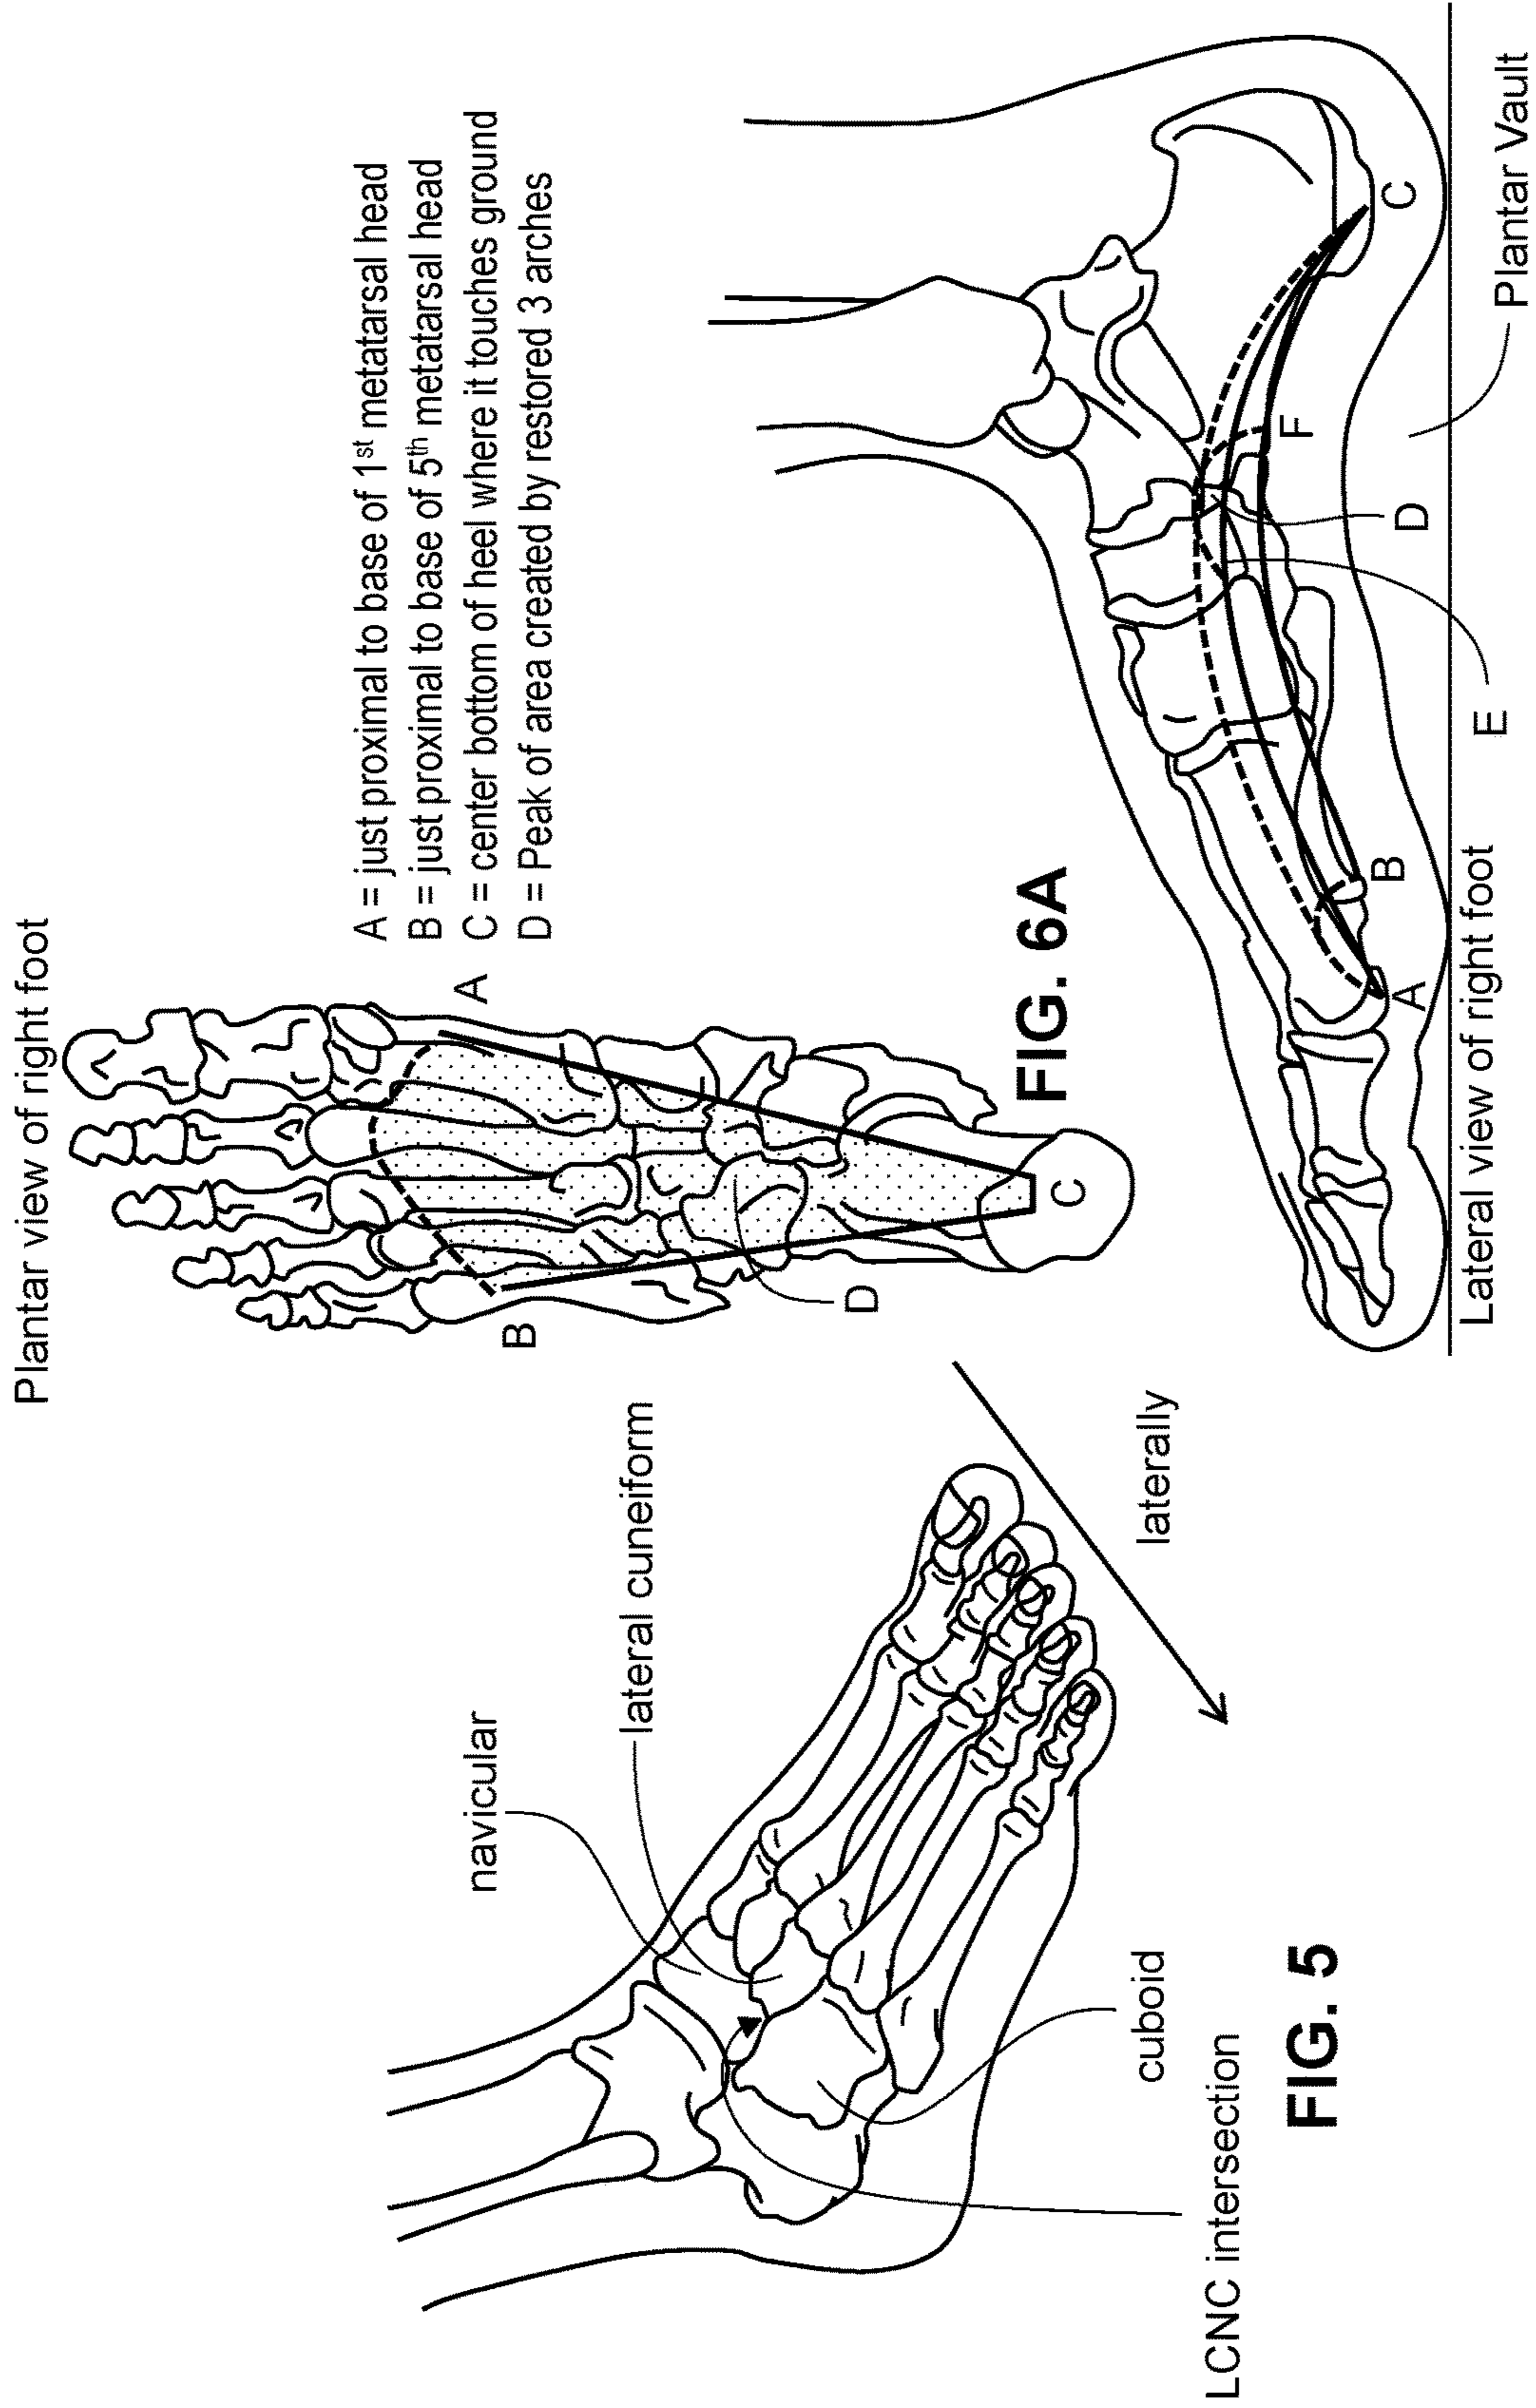 Plantar view of right foot
A = just proximal to base of 1st metatarsal head
B = just proximal to base of 5th metatarsal head
C = center bottom of heel where it touches ground
D = Peak of area created by restored 3 arches
A
B
C
D
FIG. 6A
C
F
D
E
B
A
Plantar Vault
Lateral view of right foot
navicular
lateral cuneiform
laterally
cuboid
LCNC intersection
FIG. 5